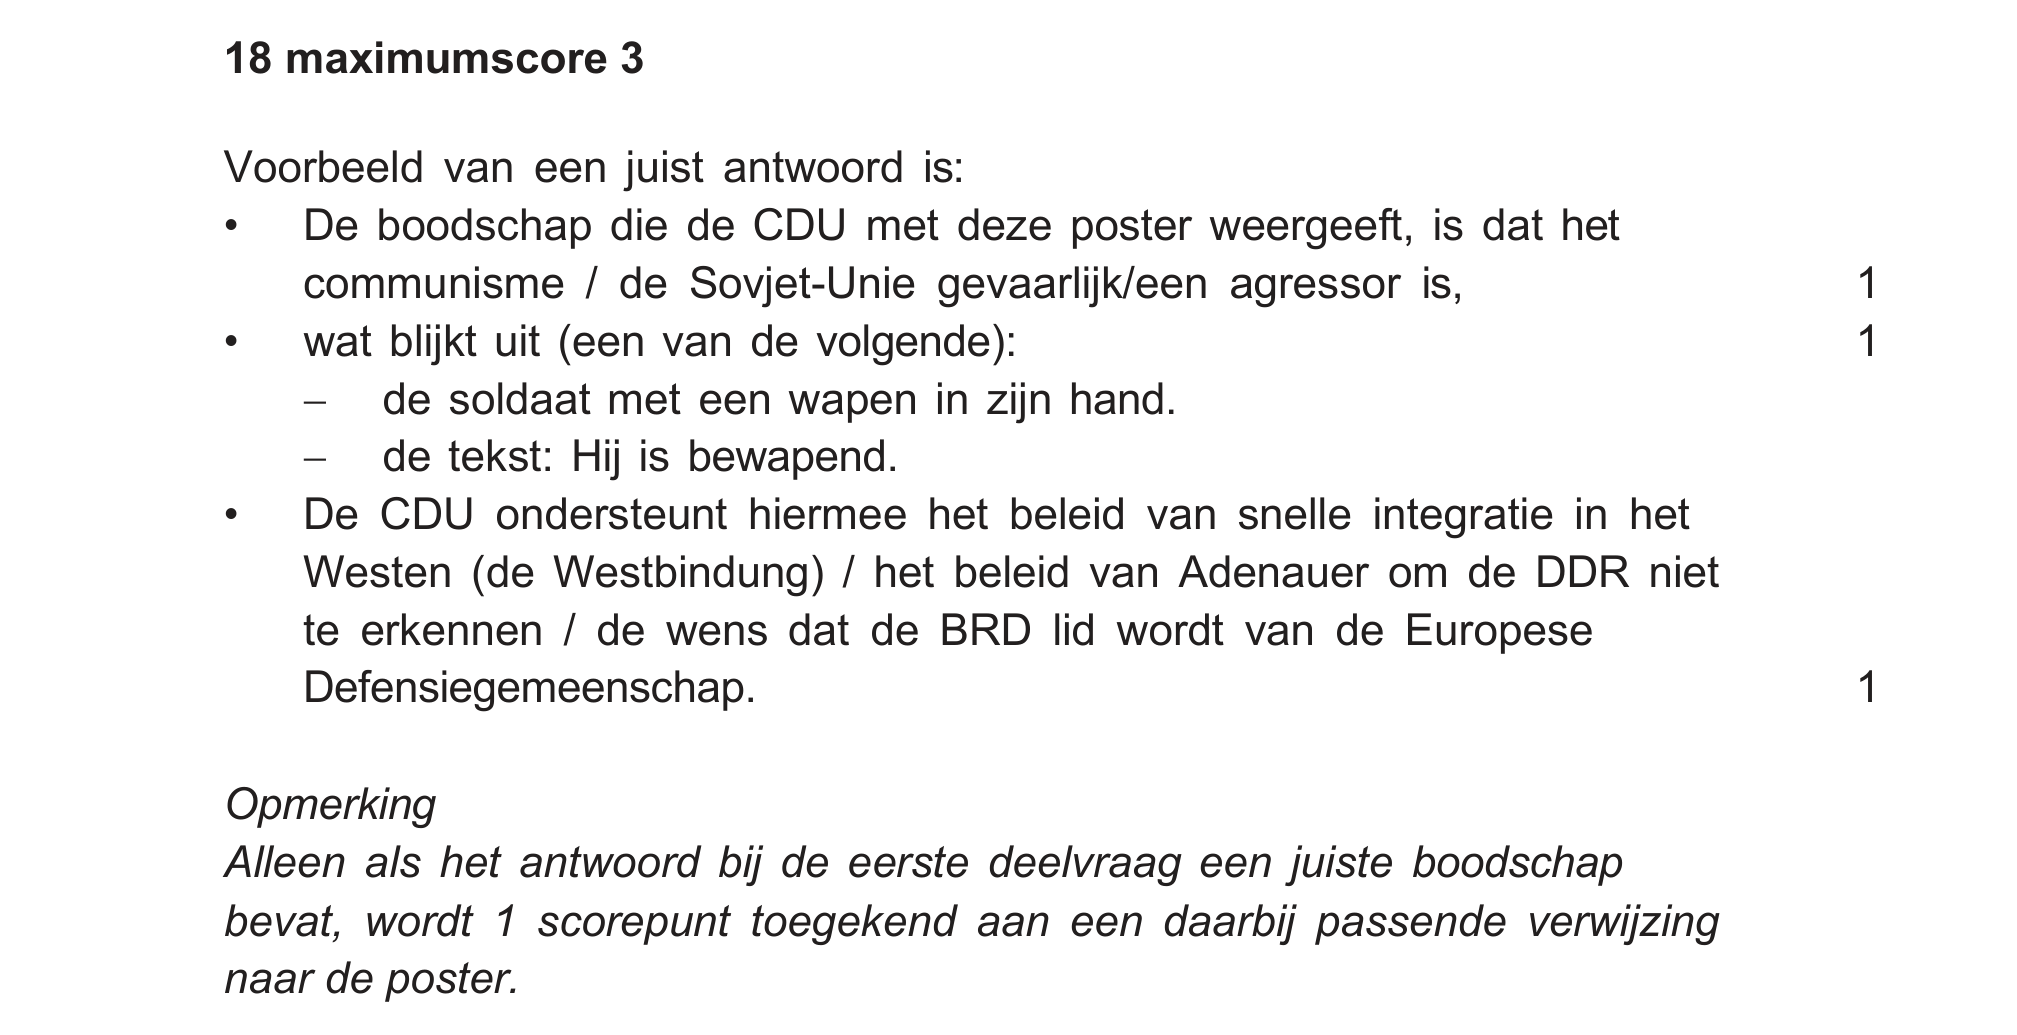 18 maximumscore 3
Voorbeeld van een juist antwoord is:
• De boodschap die de CDU met deze poster weergeeft, is dat het
communisme / de Sovjet-Unie gevaarlijk/een agressor is, 1
• wat blijkt uit (een van de volgende): 1
– de soldaat met een wapen in zijn hand.
– de tekst: Hij is bewapend.
• De CDU ondersteunt hiermee het beleid van snelle integratie in het
Westen (de Westbindung) / het beleid van Adenauer om de DDR niet
te erkennen / de wens dat de BRD lid wordt van de Europese
Defensiegemeenschap. 1
Opmerking
Alleen als het antwoord bij de eerste deelvraag een juiste boodschap
bevat, wordt 1 scorepunt toegekend aan een daarbij passende verwijzing
naar de poster.